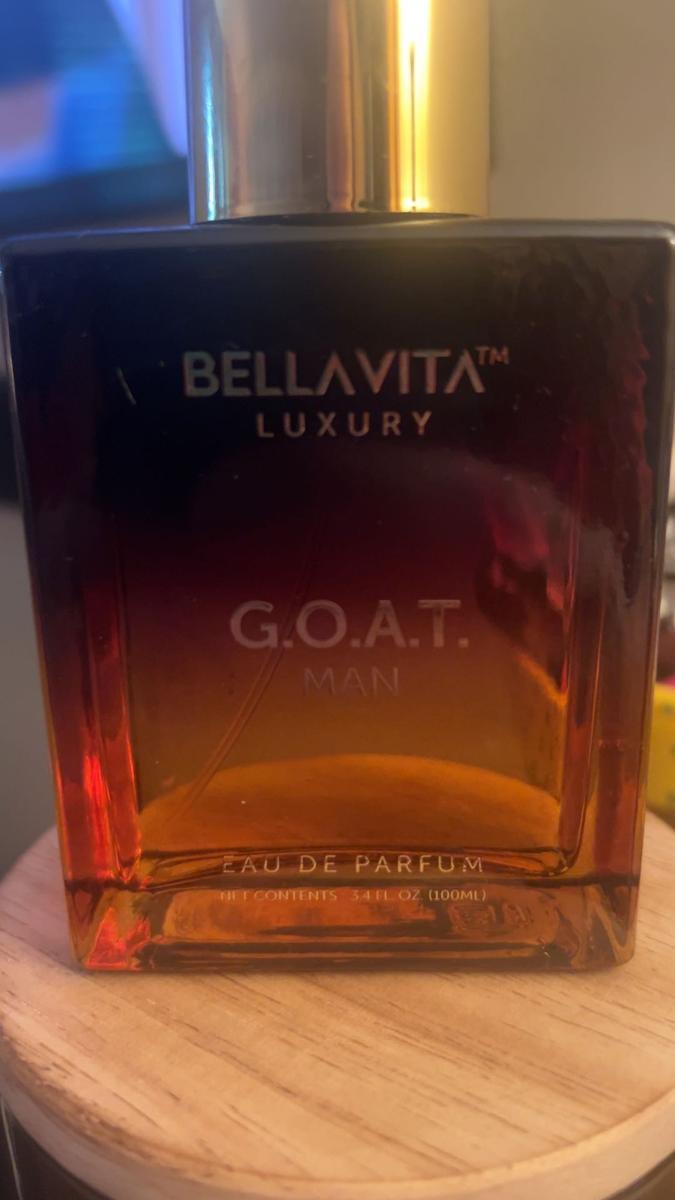 BELLAVITA™
LUXURY
G.O.A.T.
MAN
EAU DE PARFUM
NET CONTENTS 3.4 FL. OZ. (100ML)